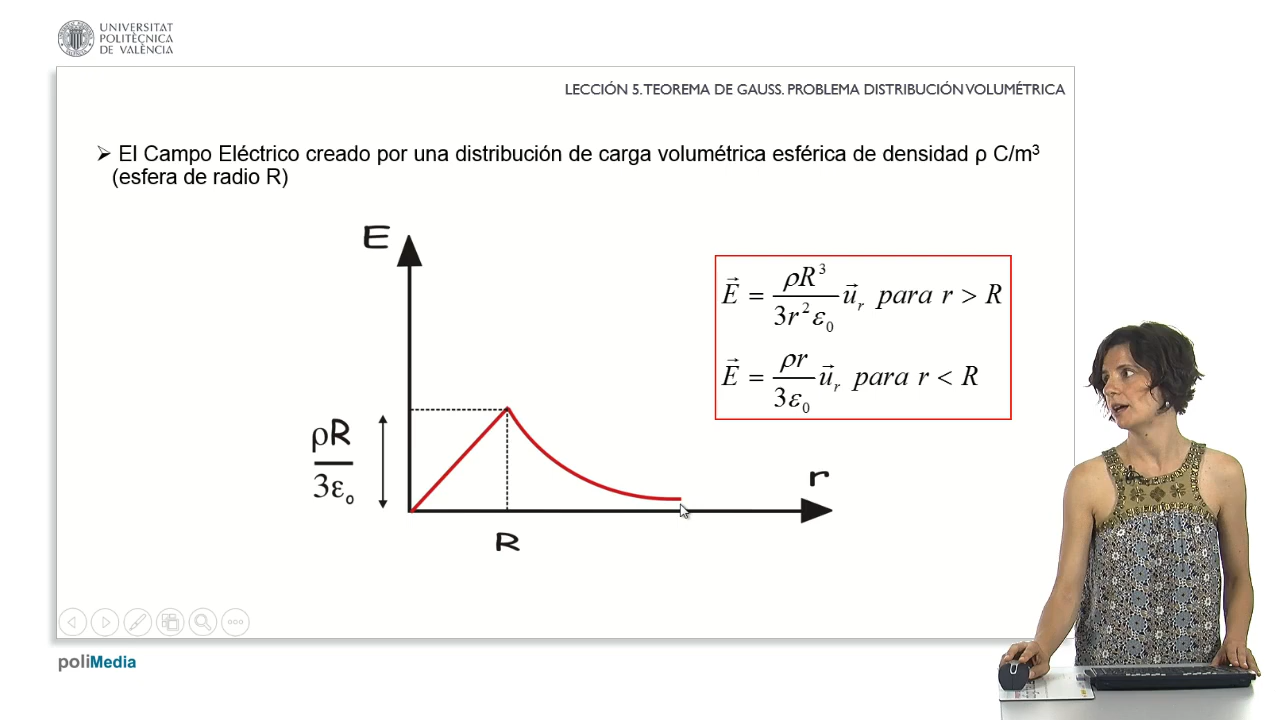 UNIVERSITAT
POLITÈCNICA
DE VALÈNCIA
LECCIÓN 5. TEOREMA DE GAUSS. PROBLEMA DISTRIBUCIÓN VOLUMÉTRICA
➢ El Campo Eléctrico creado por una distribución de carga volumétrica esférica de densidad ρ C/m³
(esfera de radio R)
E
E⃗ = ρR³ / 3r²ε₀ u⃗ᵣ para r > R
E⃗ = ρr / 3ε₀ u⃗ᵣ para r < R
ρR
3ε₀
r
R
poliMedia